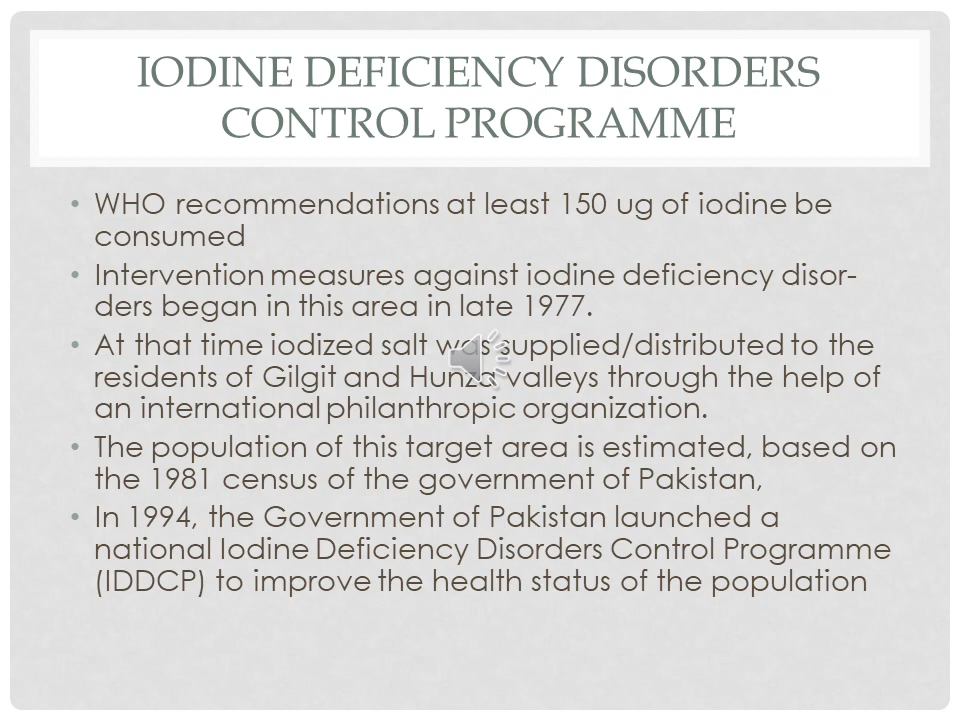 IODINE DEFICIENCY DISORDERS
CONTROL PROGRAMME
• WHO recommendations at least 150 ug of iodine be
consumed
• Intervention measures against iodine deficiency disor-
ders began in this area in late 1977.
• At that time iodized salt was supplied/distributed to the
residents of Gilgit and Hunza valleys through the help of
an international philanthropic organization.
• The population of this target area is estimated, based on
the 1981 census of the government of Pakistan,
• In 1994, the Government of Pakistan launched a
national Iodine Deficiency Disorders Control Programme
(IDDCP) to improve the health status of the population